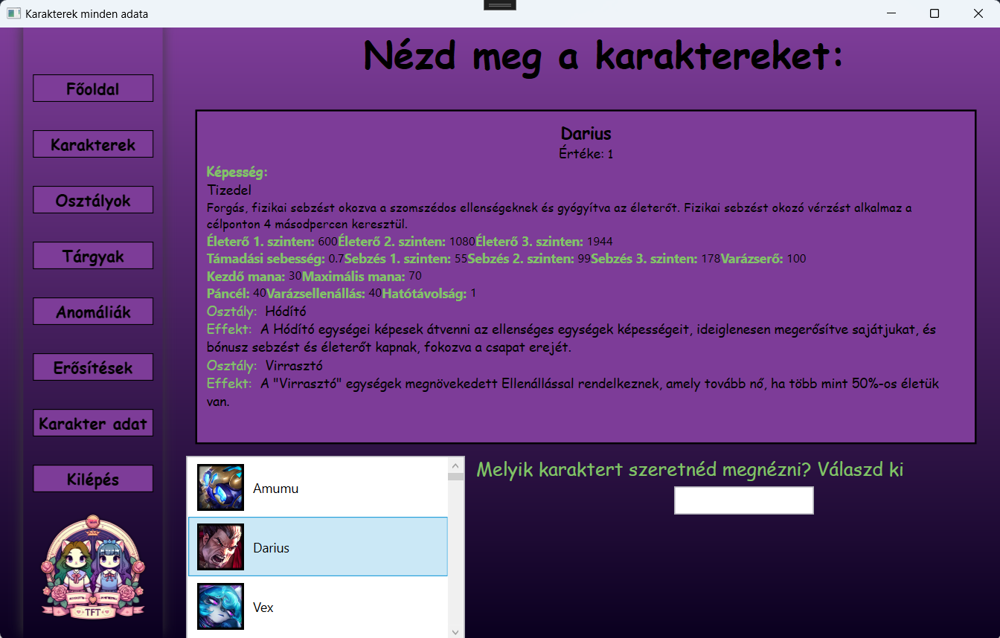 Karakterek minden adata
Nézd meg a karaktereket:
Főoldal
Karakterek
Osztályok
Tárgyak
Anomáliák
Erősítések
Karakter adat
Kilépés
TFT
Darius
Értéke: 1
Képesség:
Tizedel
Forgás, fizikai sebzést okozva a szomszédos ellenségeknek és gyógyítva az életerőt. Fizikai sebzést okozó vérzést alkalmaz a
célponton 4 másodpercen keresztül.
Életerő 1. szinten: 600Életerő 2. szinten: 1080Életerő 3. szinten: 1944
Támadási sebesség: 0.7Sebzés 1. szinten: 55Sebzés 2. szinten: 99Sebzés 3. szinten: 178Varázserő: 100
Kezdő mana: 30Maximális mana: 70
Páncél: 40Varázsellenállás: 40Hatótávolság: 1
Osztály: Hódító
Effekt: A Hódító egységei képesek átvenni az ellenséges egységek képességeit, ideiglenesen megerősítve sajátjukat, és
bónusz sebzést és életerőt kapnak, fokozva a csapat erejét.
Osztály: Virrasztó
Effekt: A "Virrasztó" egységek megnövekedett Ellenállással rendelkeznek, amely tovább nő, ha több mint 50%-os életük
van.
Amumu
Darius
Vex
Melyik karaktert szeretnéd megnézni? Válaszd ki